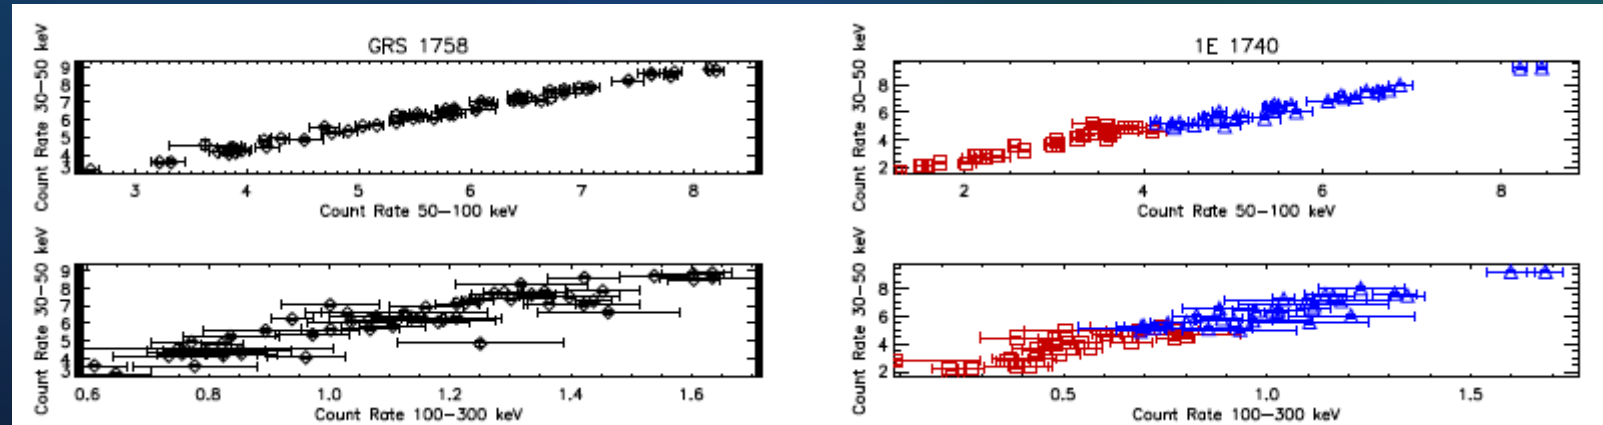 GRS 1758
Count Rate 30-50 keV
9
8
7
6
5
4
3
3 4 5 6 7 8
Count Rate 50-100 keV
1E 1740
Count Rate 30-50 keV
8
6
4
2
2 4 6 8
Count Rate 50-100 keV
Count Rate 30-50 keV
9
8
7
6
5
4
3
0.6 0.8 1.0 1.2 1.4 1.6
Count Rate 100-300 keV
Count Rate 30-50 keV
8
6
4
2
0.5 1.0 1.5
Count Rate 100-300 keV